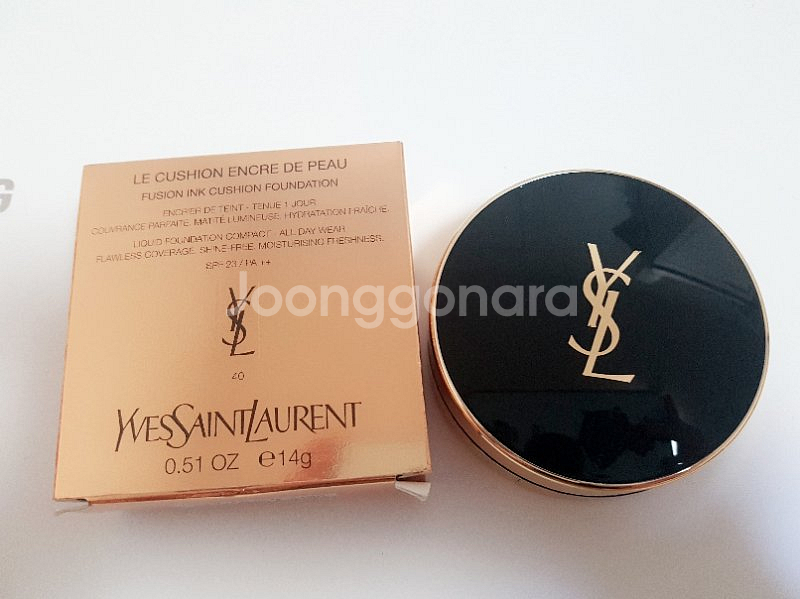 LE CUSHION ENCRE DE PEAU
FUSION INK CUSHION FOUNDATION
ENCRIER DE TEINT - TENUE 1 JOUR
COUVRANCE PARFAITE. MATITÉ LUMINEUSE. HYDRATATION FRAÎCHE.
LIQUID FOUNDATION COMPACT - ALL DAY WEAR
FLAWLESS COVERAGE. SHINE-FREE. MOISTURISING FRESHNESS.
SPF 23 / PA ++
Joonggonara
YSL
40
YVESSAINTLAURENT
0.51 OZ ℮14g
YSL
G